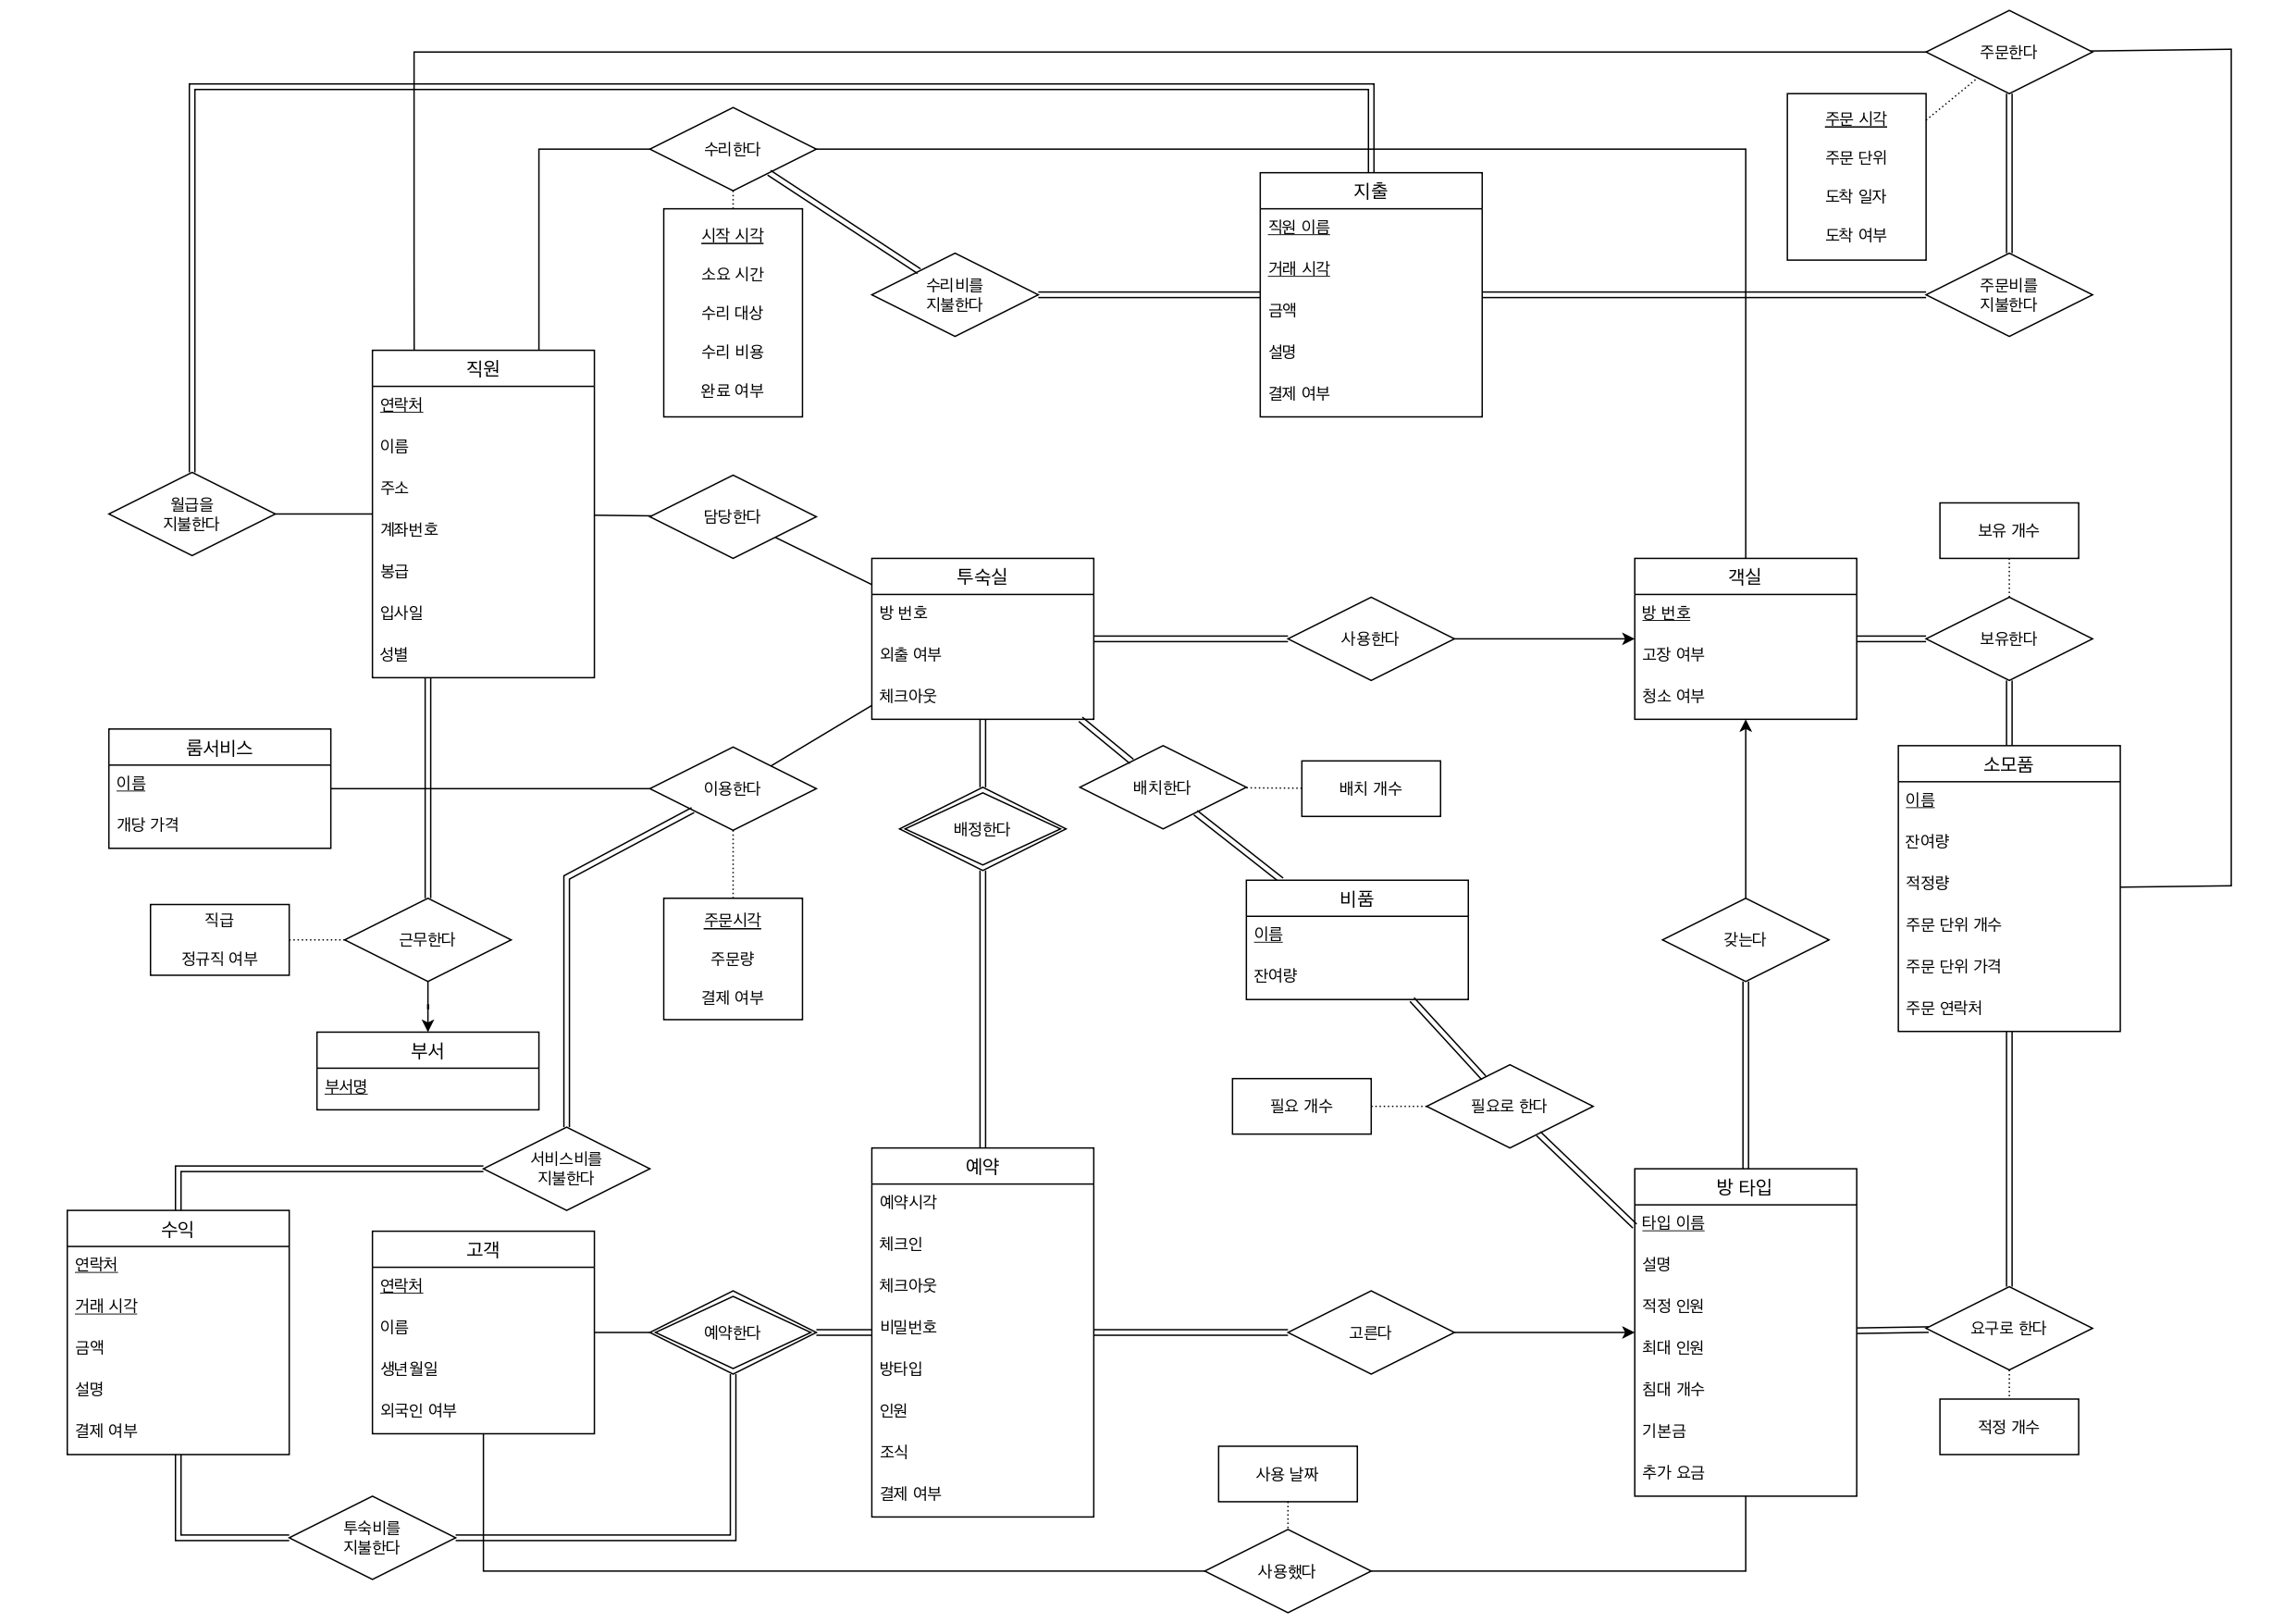 주문한다
주문 시각
주문 단위
도착 일자
도착 여부
수리한다
시작 시각
소요 시간
수리 대상
수리 비용
완료 여부
지출
직원 이름
거래 시각
금액
설명
결제 여부
수리비를
지불한다
주문비를
지불한다
직원
연락처
이름
주소
계좌번호
봉급
입사일
성별
월급을
지불한다
담당한다
투숙실
방 번호
외출 여부
체크아웃
사용한다
객실
방 번호
고장 여부
청소 여부
보유 개수
보유한다
룸서비스
이름
개당 가격
이용한다
배정한다
배치한다
배치 개수
소모품
이름
잔여량
적정량
주문 단위 개수
주문 단위 가격
주문 연락처
직급
정규직 여부
근무한다
주문시각
주문량
결제 여부
비품
이름
잔여량
갖는다
부서
부서명
필요 개수
필요로 한다
서비스비를
지불한다
수익
연락처
거래 시각
금액
설명
결제 여부
고객
연락처
이름
생년월일
외국인 여부
예약한다
예약
예약시각
체크인
체크아웃
비밀번호
방타입
인원
조식
결제 여부
고른다
방 타입
타입 이름
설명
적정 인원
최대 인원
침대 개수
기본금
추가 요금
요구로 한다
적정 개수
사용 날짜
투숙비를
지불한다
사용했다